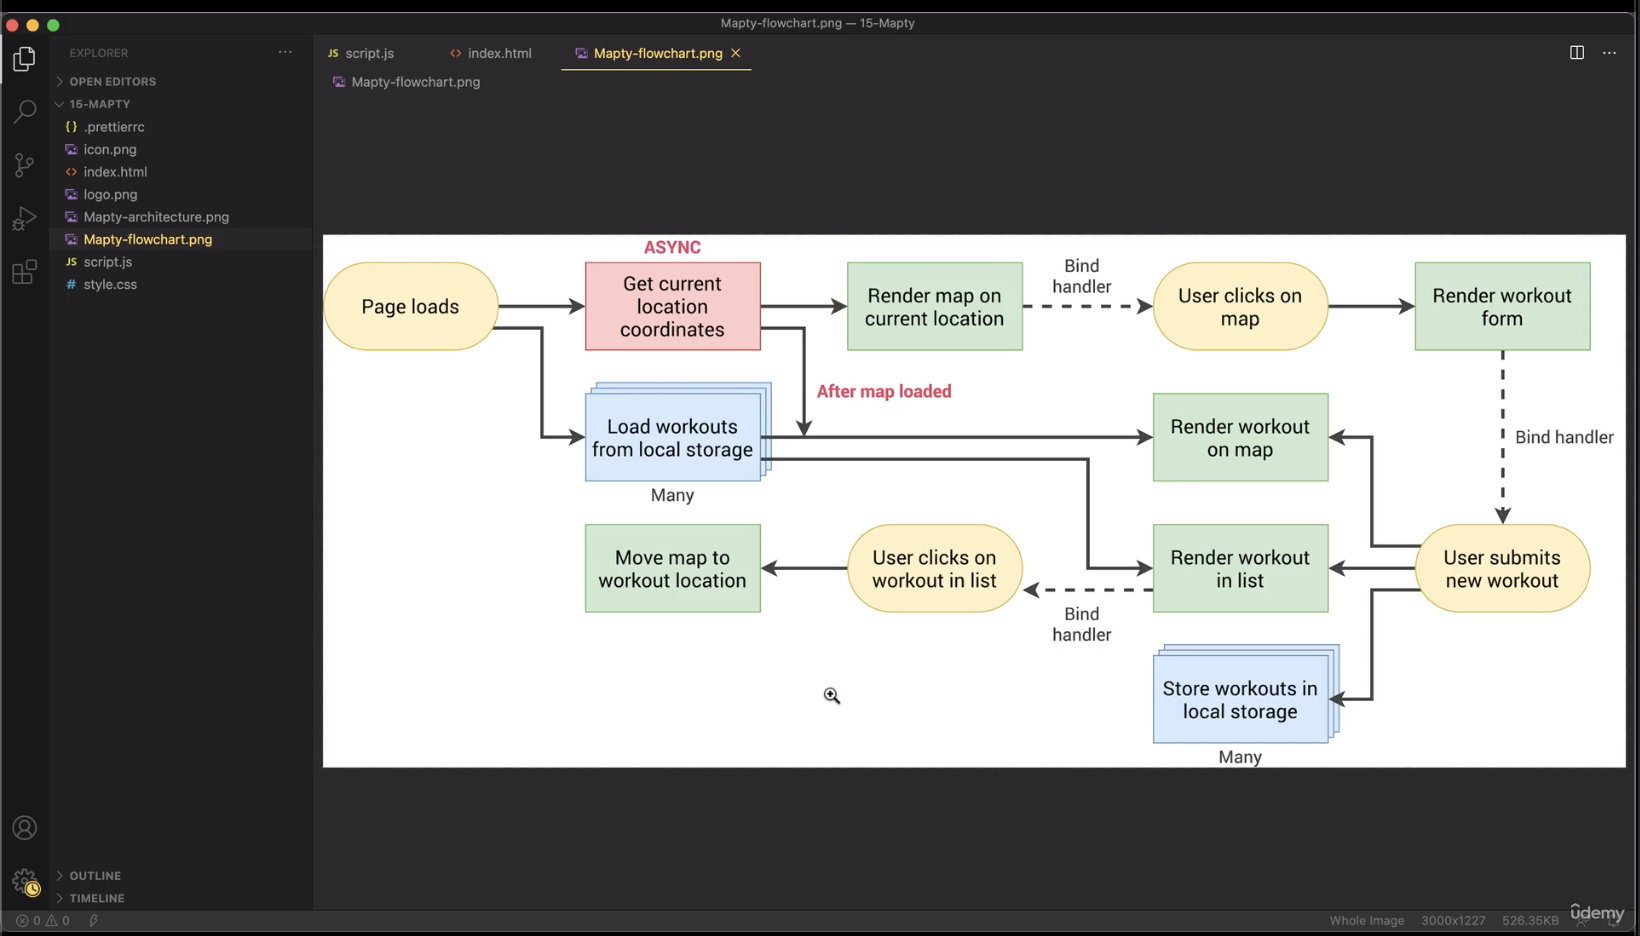 Mapty-flowchart.png — 15-Mapty
EXPLORER
···
JS script.js
<> index.html
Mapty-flowchart.png ×
···
OPEN EDITORS
Mapty-flowchart.png
15-MAPTY
{} .prettierrc
icon.png
<> index.html
logo.png
Mapty-architecture.png
Mapty-flowchart.png
JS script.js
# style.css
ASYNC
Page loads
Get current
location
coordinates
Render map on
current location
Bind
handler
User clicks on
map
Render workout
form
After map loaded
Load workouts
from local storage
Many
Render workout
on map
Bind handler
Move map to
workout location
User clicks on
workout in list
Render workout
in list
User submits
new workout
Bind
handler
Store workouts in
local storage
Many
OUTLINE
TIMELINE
0 0
Whole Image 3000x1227 526.35KB
ûdemy